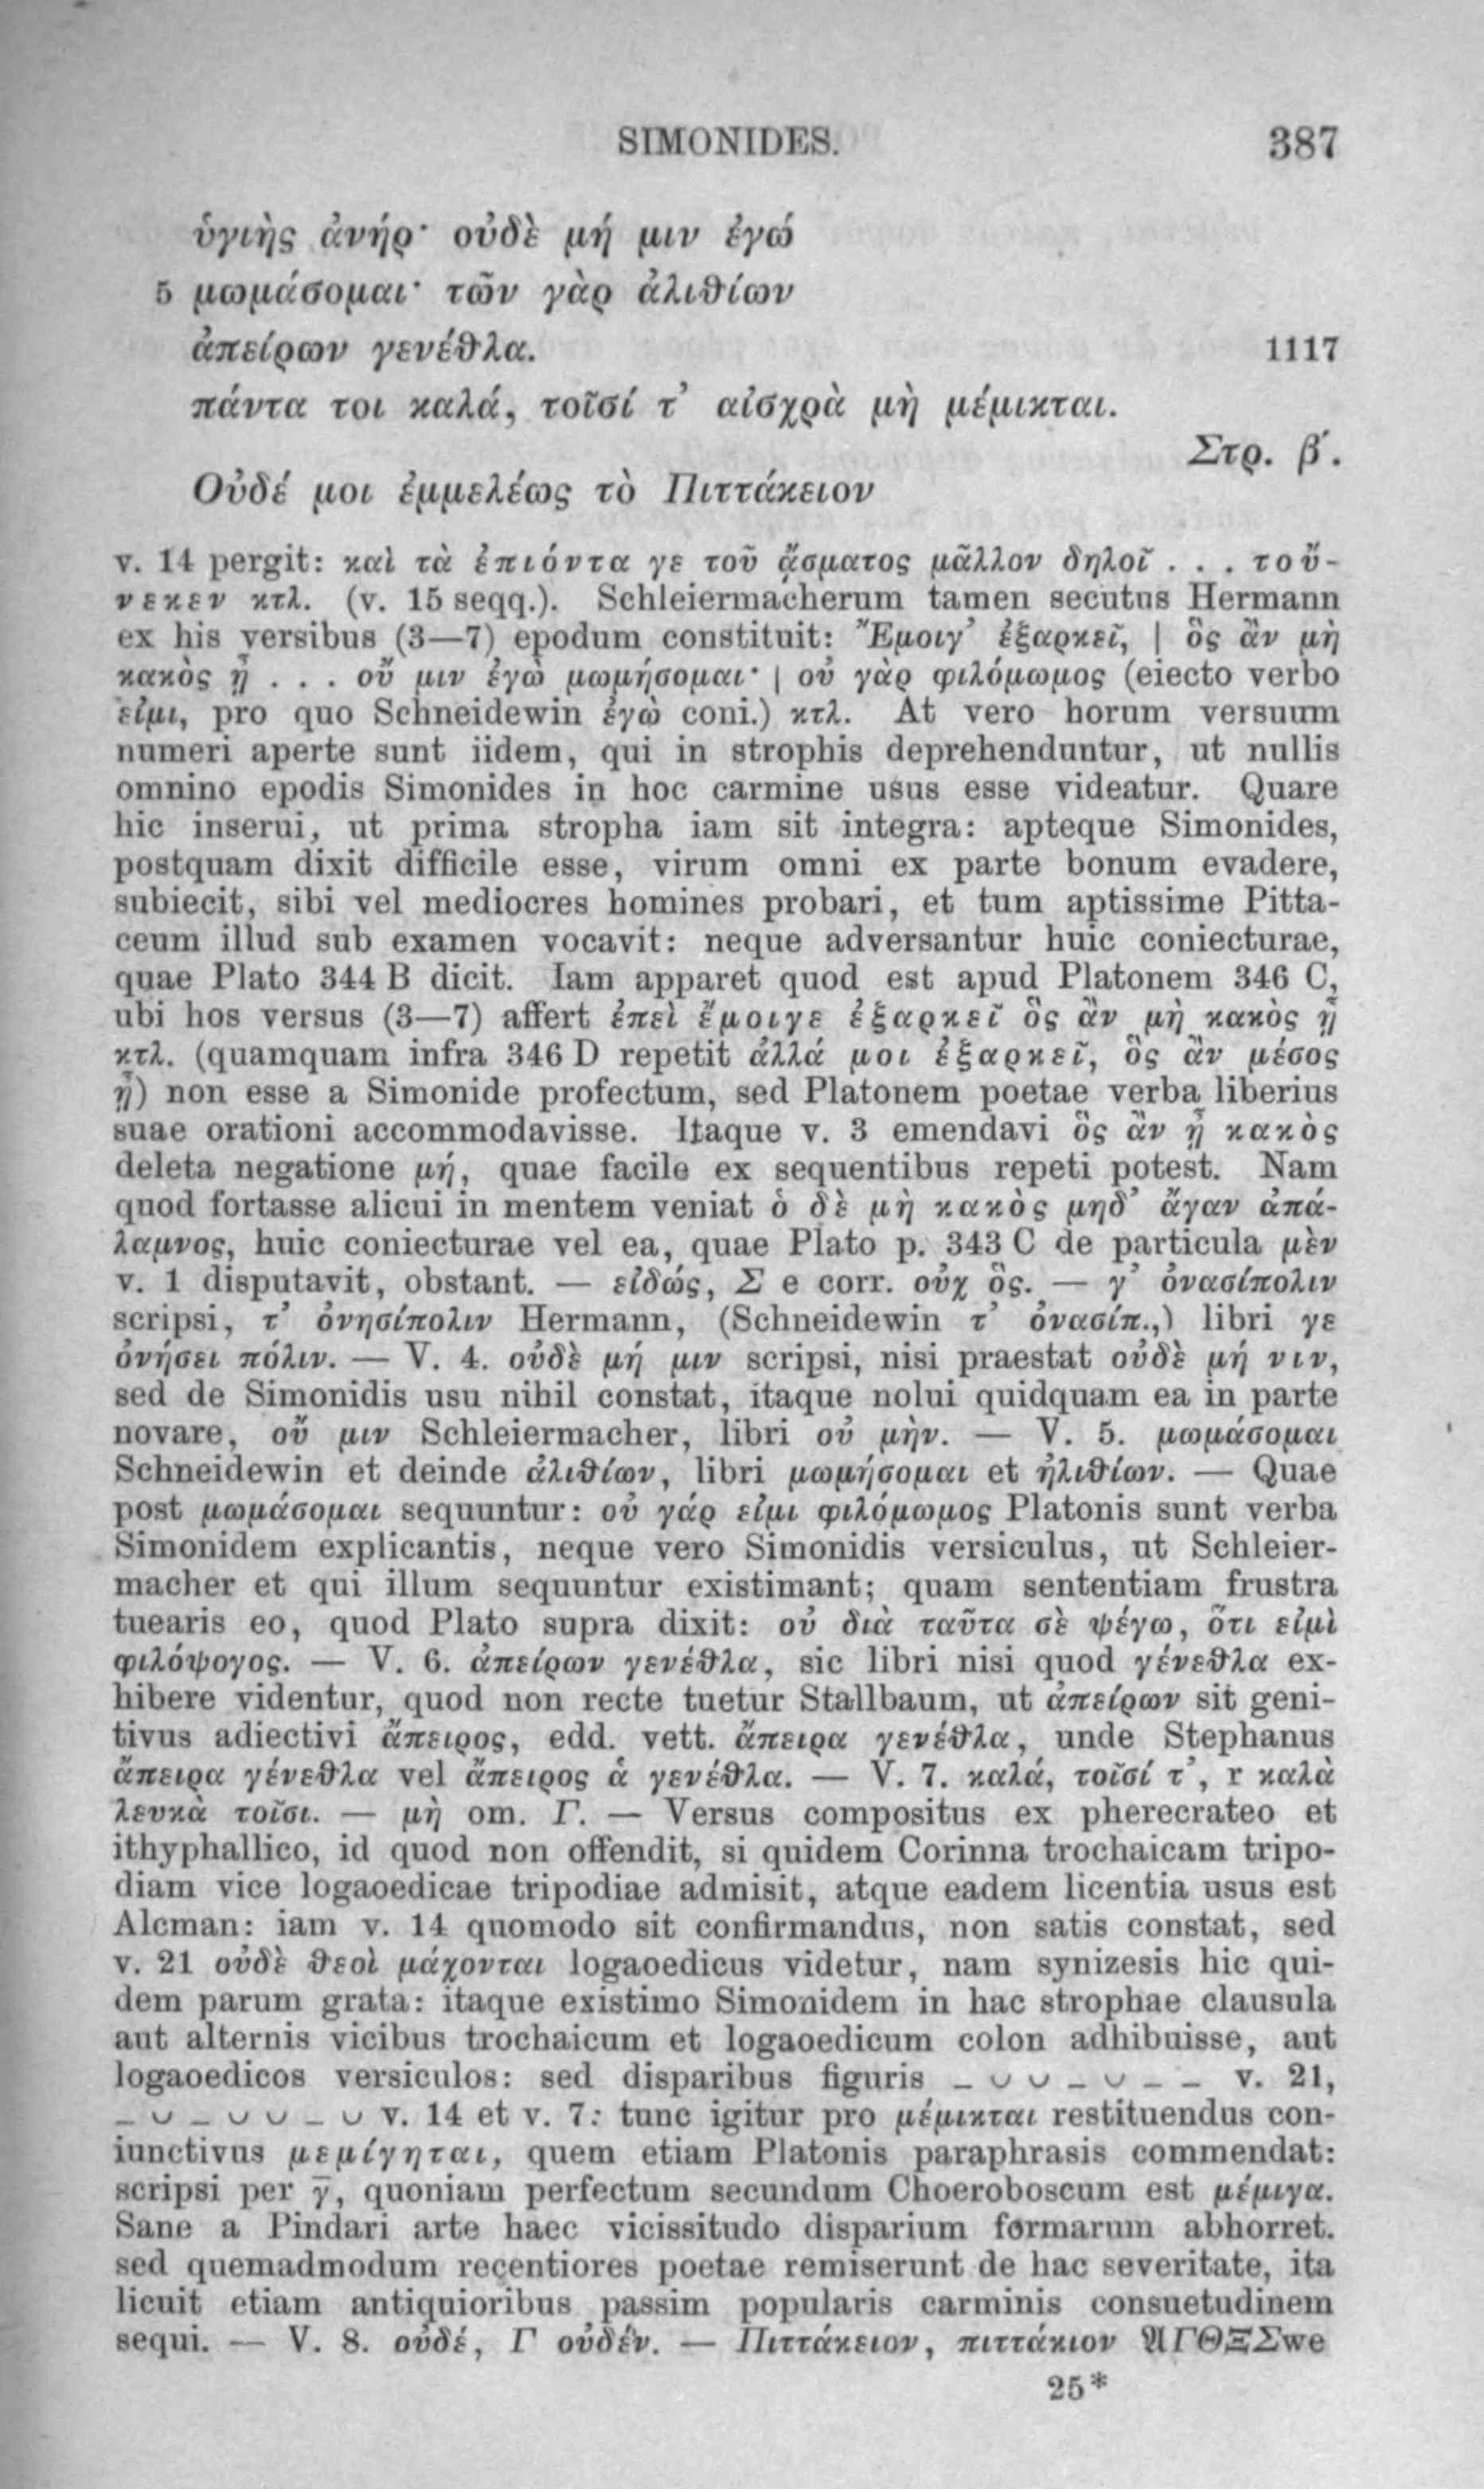 SIMONIDES. 387
ὑγιὴς ἀνήρ· οὐδὲ μή μιν ἐγώ
5 μωμάσομαι· τῶν γὰρ ἀλιθίων
ἀπείρων γενέθλα. 1117
πάντα τοι καλά, τοῖσί τ᾽ αἰσχρὰ μὴ μέμικται.
Στρ. β΄.
Οὐδέ μοι ἐμμελέως τὸ Πιττάκειον
v. 14 pergit: καὶ τὰ ἐπιόντα γε τοῦ ᾄσματος μᾶλλον δηλοῖ . . . τοὔ-
νεκεν κτλ. (v. 15 seqq.). Schleiermacherum tamen secutus Hermann
ex his versibus (3—7) epodum constituit: Ἔμοιγ᾽ ἐξαρκεῖ, | ὃς ἂν μὴ
κακὸς ᾖ . . . οὔ μιν ἐγὼ μωμήσομαι· | οὐ γὰρ φιλόμωμος (eiecto verbo
εἰμι, pro quo Schneidewin ἐγὼ coni.) κτλ. At vero horum versuum
numeri aperte sunt iidem, qui in strophis deprehenduntur, ut nullis
omnino epodis Simonides in hoc carmine usus esse videatur. Quare
hic inserui, ut prima stropha iam sit integra: apteque Simonides,
postquam dixit difficile esse, virum omni ex parte bonum evadere,
subiecit, sibi vel mediocres homines probari, et tum aptissime Pitta-
ceum illud sub examen vocavit: neque adversantur huic coniecturae,
quae Plato 344 B dicit. Iam apparet quod est apud Platonem 346 C,
ubi hos versus (3—7) affert ἐπεὶ ἔμοιγε ἐξαρκεῖ ὃς ἂν μὴ κακὸς ᾖ
κτλ. (quamquam infra 346 D repetit ἀλλά μοι ἐξαρκεῖ, ὃς ἂν μέσος
ᾖ) non esse a Simonide profectum, sed Platonem poetae verba liberius
suae orationi accommodavisse. Itaque v. 3 emendavi ὃς ἂν ᾖ κακὸς
deleta negatione μή, quae facile ex sequentibus repeti potest. Nam
quod fortasse alicui in mentem veniat ὁ δὲ μὴ κακὸς μηδ᾽ ἄγαν ἀπά-
λαμνος, huic coniecturae vel ea, quae Plato p. 343 C de particula μὲν
v. 1 disputavit, obstant. — εἰδώς, Σ e corr. οὐχ ὃς. — γ᾽ ὀνασίπολιν
scripsi, τ᾽ ὀνησίπολιν Hermann, (Schneidewin τ᾽ ὀνασίπ.,) libri γε
ὀνήσει πόλιν. — V. 4. οὐδὲ μή μιν scripsi, nisi praestat οὐδὲ μή νιν,
sed de Simonidis usu nihil constat, itaque nolui quidquam ea in parte
novare, οὔ μιν Schleiermacher, libri οὐ μὴν. — V. 5. μωμάσομαι
Schneidewin et deinde ἀλιθίων, libri μωμήσομαι et ἠλιθίων. — Quae
post μωμάσομαι sequuntur: οὐ γάρ εἰμι φιλόμωμος Platonis sunt verba
Simonidem explicantis, neque vero Simonidis versiculus, ut Schleier-
macher et qui illum sequuntur existimant; quam sententiam frustra
tuearis eo, quod Plato supra dixit: οὐ διὰ ταῦτα σὲ ψέγω, ὅτι εἰμὶ
φιλόψογος. — V. 6. ἀπείρων γενέθλα, sic libri nisi quod γένεθλα ex-
hibere videntur, quod non recte tuetur Stallbaum, ut ἀπείρων sit geni-
tivus adiectivi ἄπειρος, edd. vett. ἄπειρα γενέθλα, unde Stephanus
ἄπειρα γένεθλα vel ἄπειρος ἁ γενέθλα. — V. 7. καλά, τοῖσί τ᾽, r καλὰ
λευκὰ τοῖσι. — μὴ om. Γ. — Versus compositus ex pherecrateo et
ithyphallico, id quod non offendit, si quidem Corinna trochaicam tripo-
diam vice logaoedicae tripodiae admisit, atque eadem licentia usus est
Alcman: iam v. 14 quomodo sit confirmandus, non satis constat, sed
v. 21 οὐδὲ θεοὶ μάχονται logaoedicus videtur, nam synizesis hic qui-
dem parum grata: itaque existimo Simonidem in hac strophae clausula
aut alternis vicibus trochaicum et logaoedicum colon adhibuisse, aut
logaoedicos versiculos: sed disparibus figuris – ∪ ∪ – ∪ – – v. 21,
– ∪ – ∪ ∪ – ∪ v. 14 et v. 7: tunc igitur pro μέμικται restituendus con-
iunctivus μεμίγηται, quem etiam Platonis paraphrasis commendat:
scripsi per γ̄, quoniam perfectum secundum Choeroboscum est μέμιγα.
Sane a Pindari arte haec vicissitudo disparium formarum abhorret.
sed quemadmodum recentiores poetae remiserunt de hac severitate, ita
licuit etiam antiquioribus passim popularis carminis consuetudinem
sequi. — V. 8. οὐδέ, Γ οὐδέν. — Πιττάκειον, πιττάκιον 𝔄ΓΘΞΣwe
25*